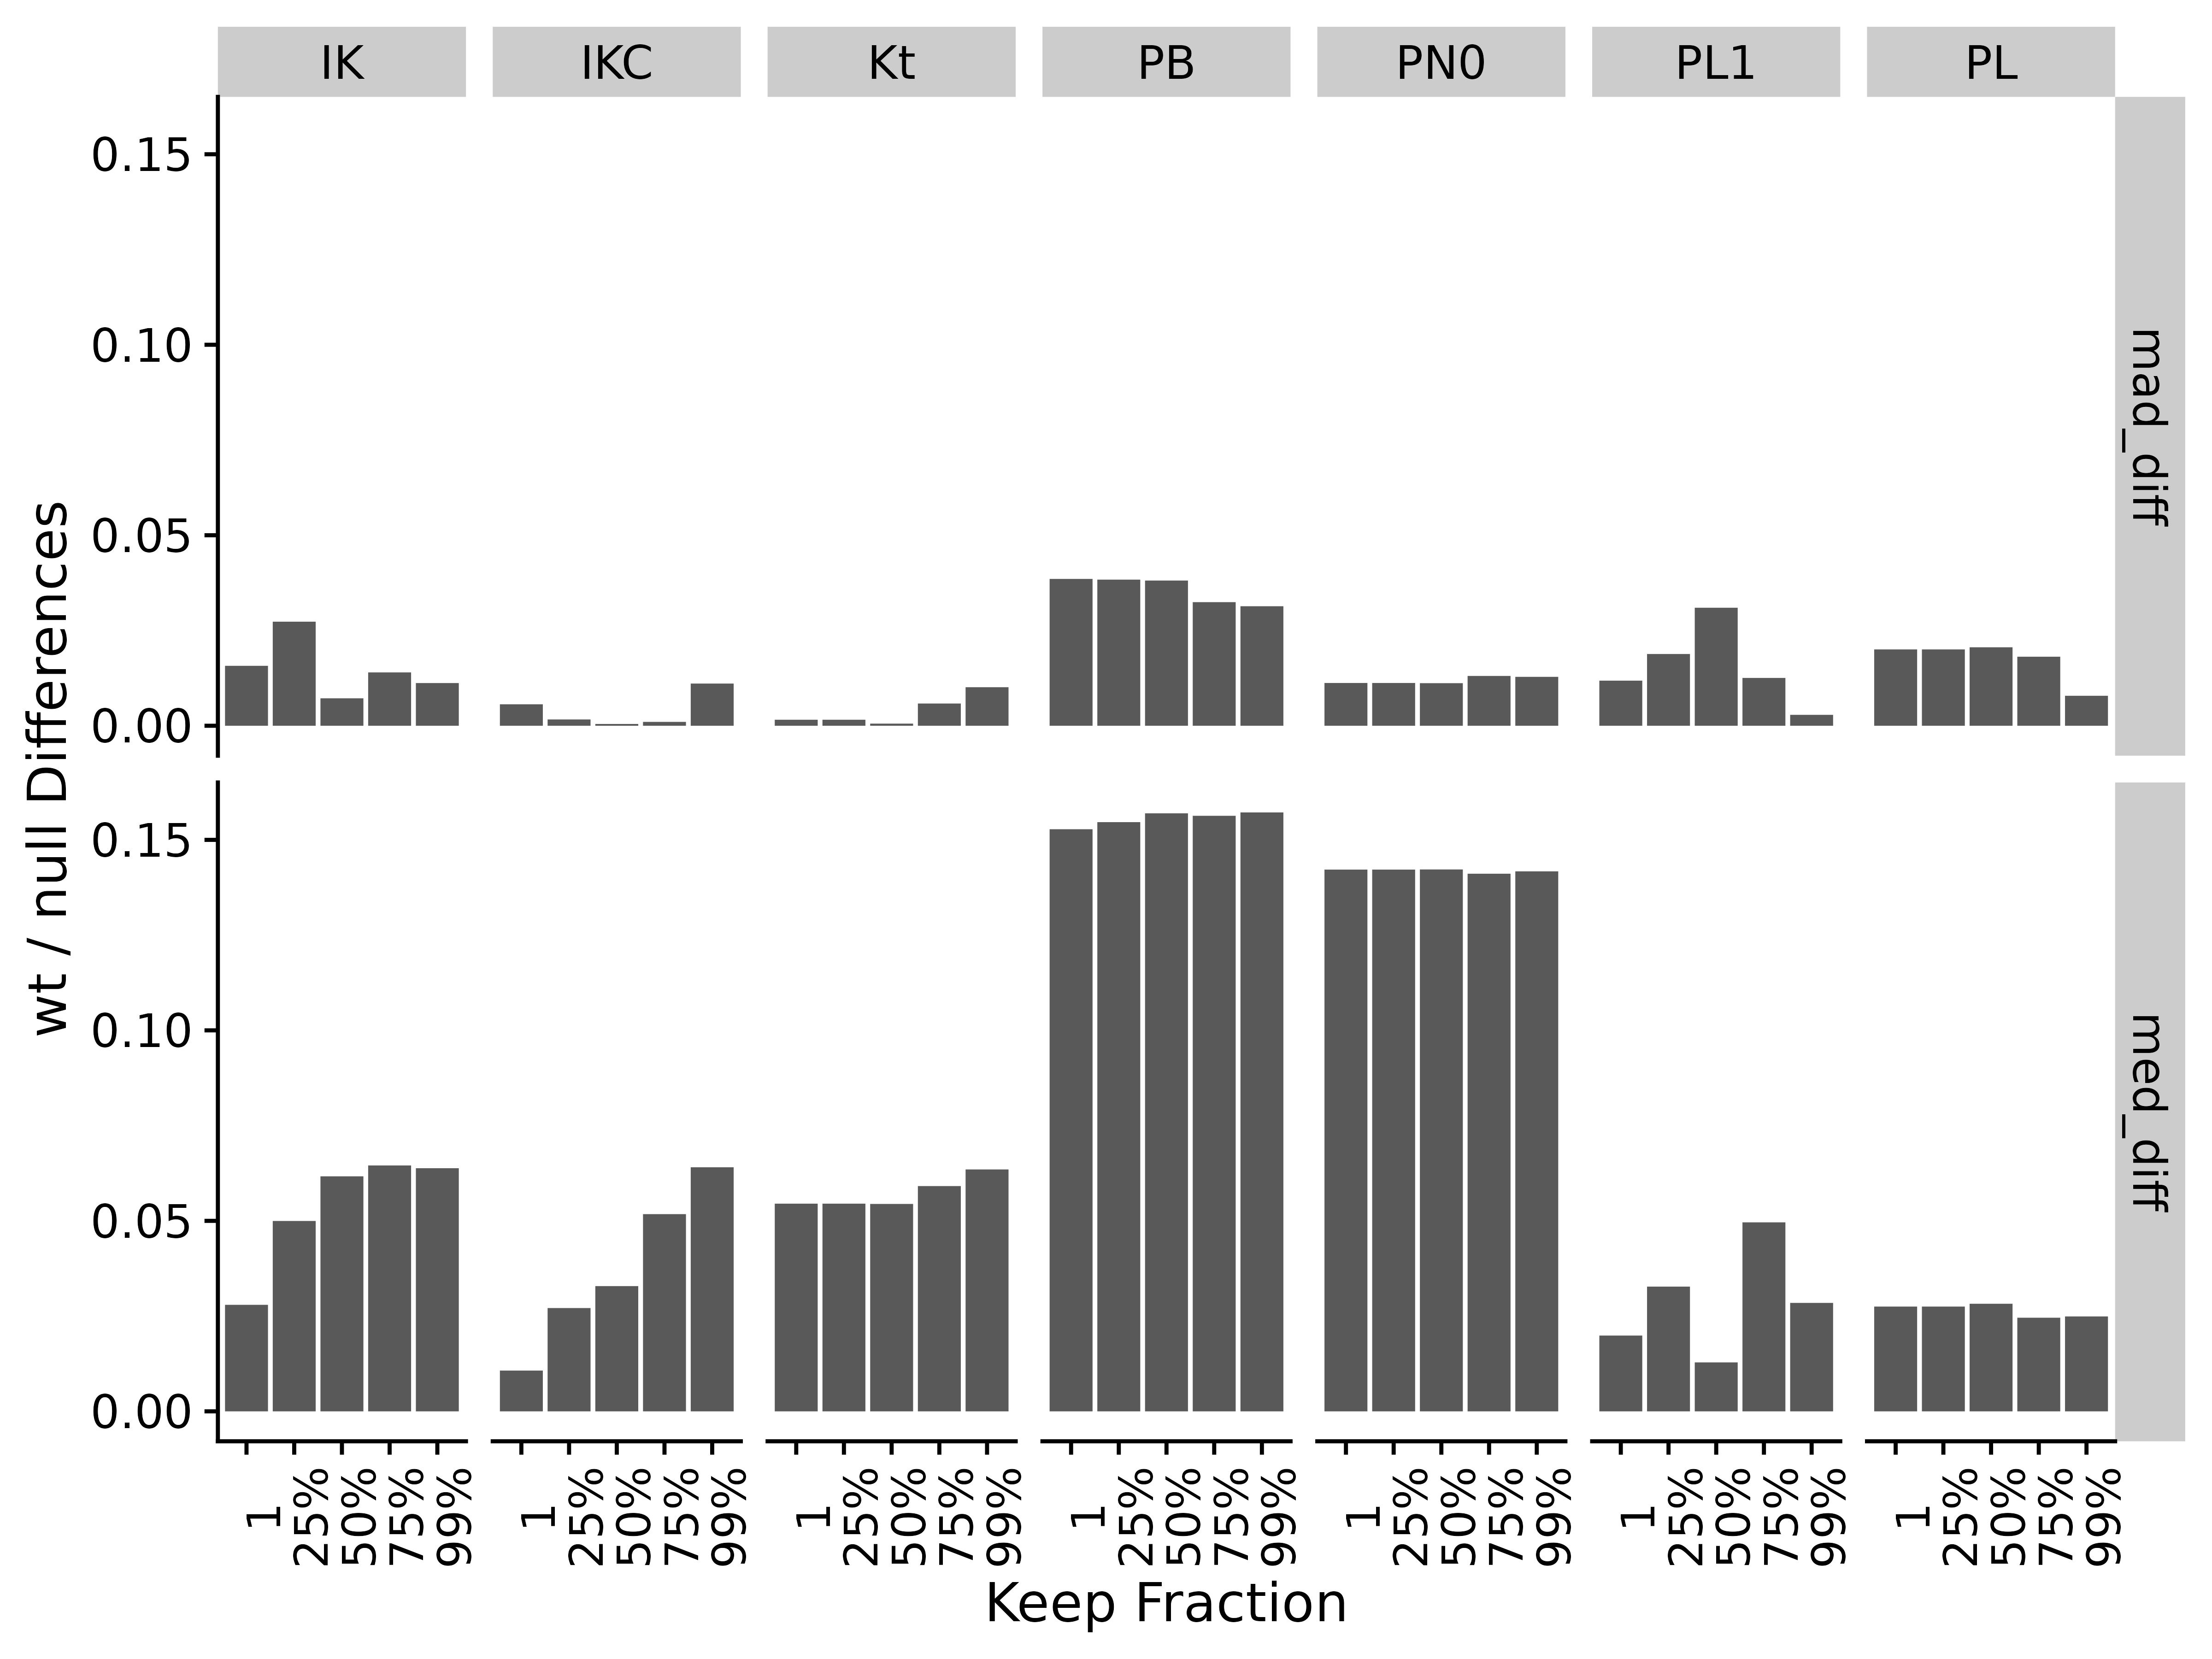 IK IKC Kt PB PN0 PL1 PL
0.15
0.10
0.05
0.00
mad_diff
wt / null Differences
0.15
0.10
0.05
0.00
med_diff
1 25% 50% 75% 99% 1 25% 50% 75% 99% 1 25% 50% 75% 99% 1 25% 50% 75% 99% 1 25% 50% 75% 99% 1 25% 50% 75% 99% 1 25% 50% 75% 99%
Keep Fraction